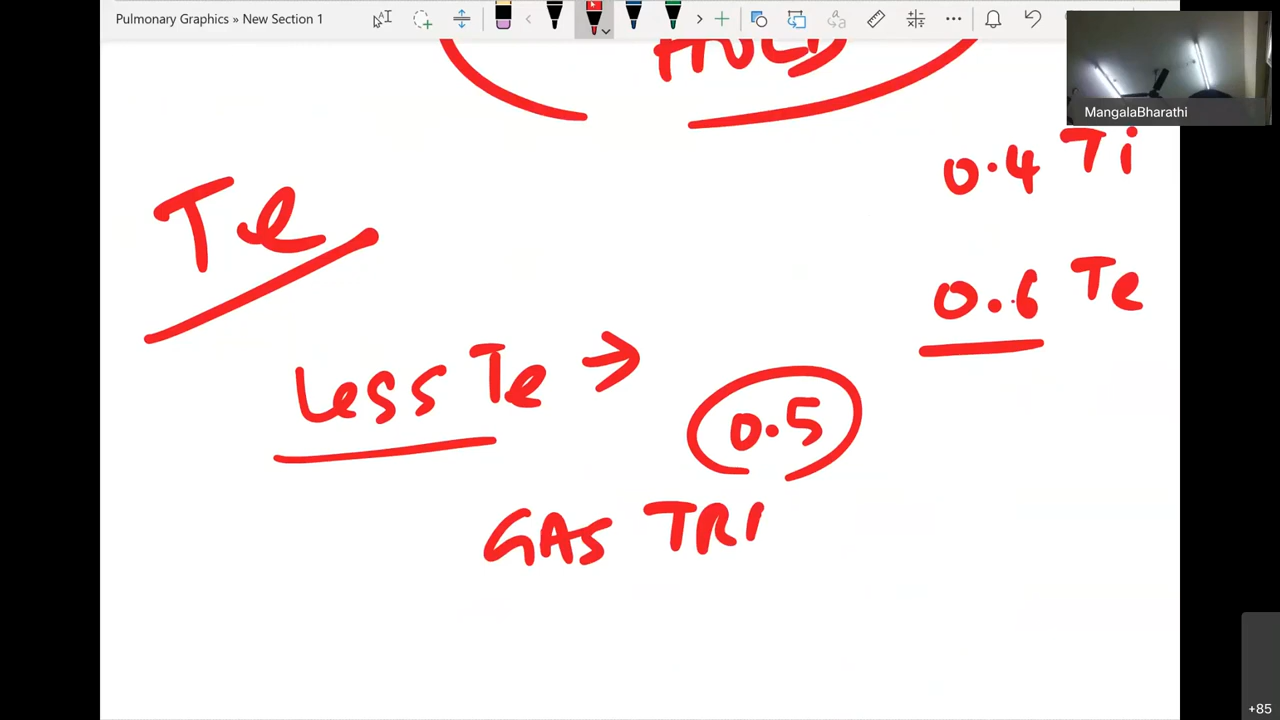 Pulmonary Graphics » New Section 1
MangalaBharathi
HOLD
0.4 Ti
Te
0.6 Te
Less Te →
0.5
GAS TRI
+85